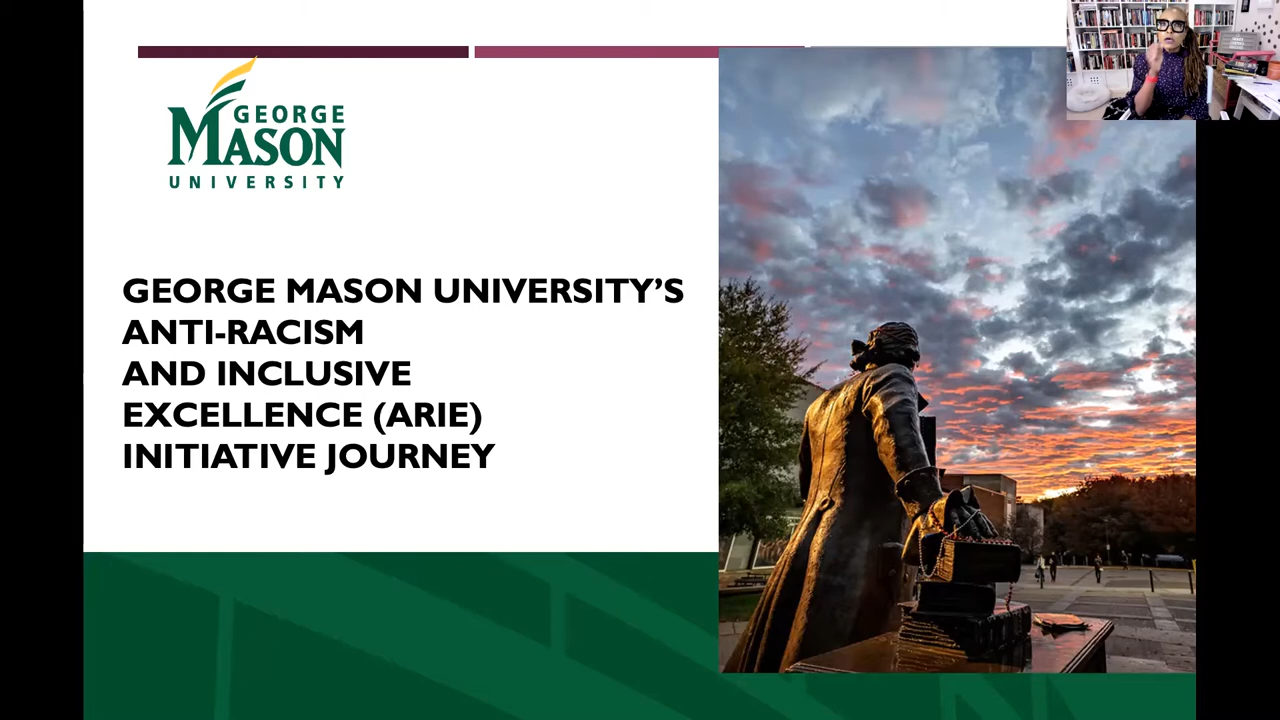 GEORGE
MASON
UNIVERSITY
GEORGE MASON UNIVERSITY’S
ANTI-RACISM
AND INCLUSIVE
EXCELLENCE (ARIE)
INITIATIVE JOURNEY